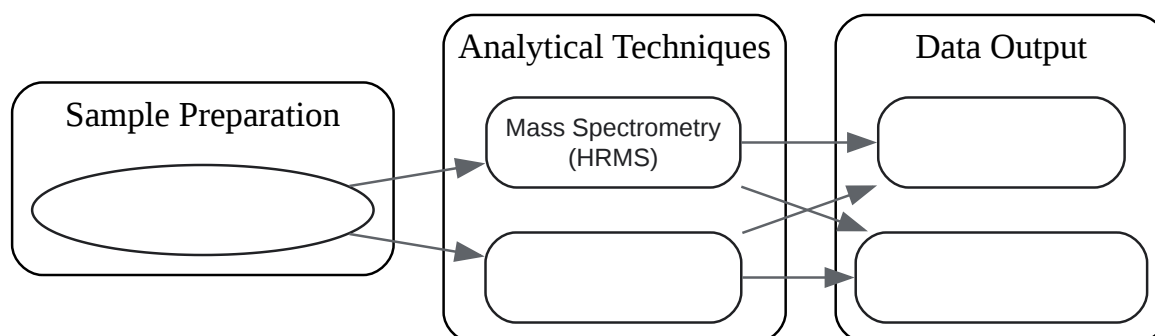 Sample Preparation
Analytical Techniques
Mass Spectrometry
(HRMS)
Data Output